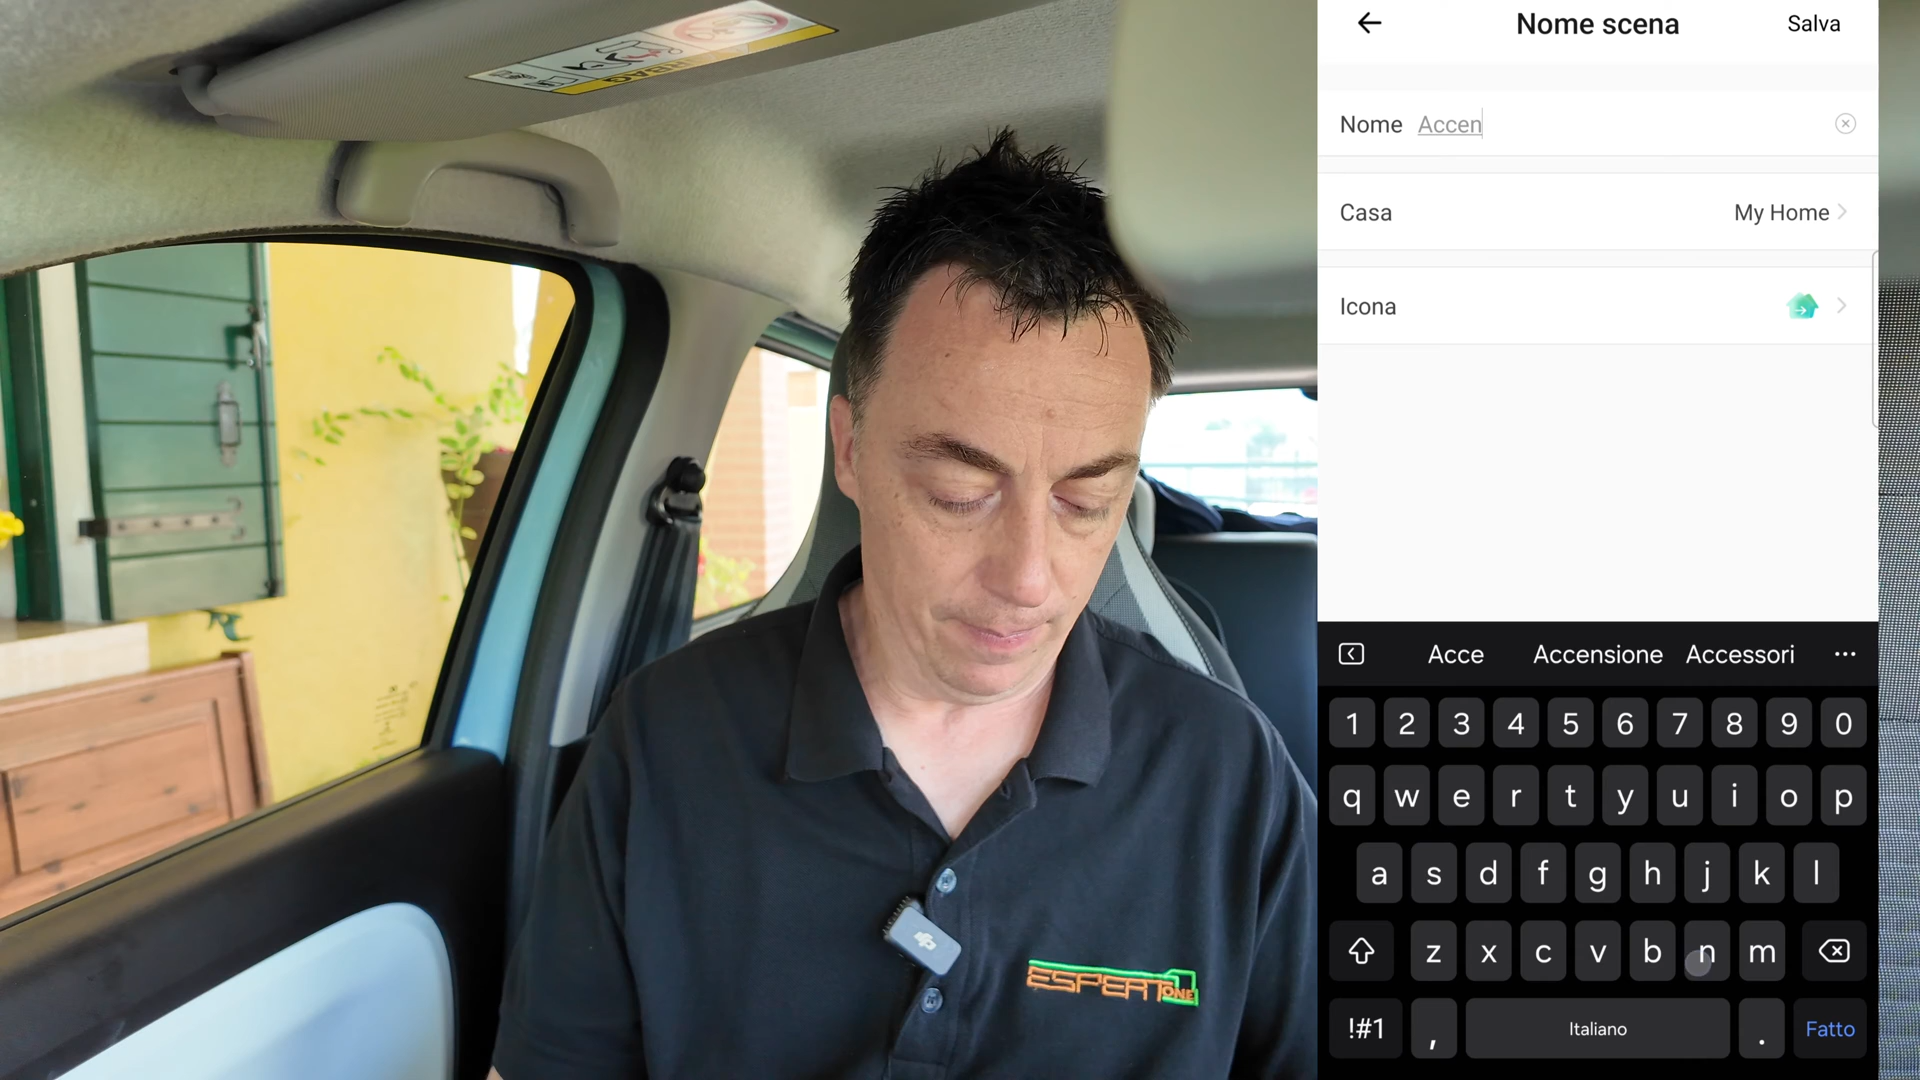 AIRBAG
Nome scena
Salva
Nome Accen
Casa
My Home
Icona
Acce
Accensione
Accessori
1 2 3 4 5 6 7 8 9 0
q w e r t y u i o p
a s d f g h j k l
z x c v b n m
!#1 , Italiano . Fatto
ESPERTONE